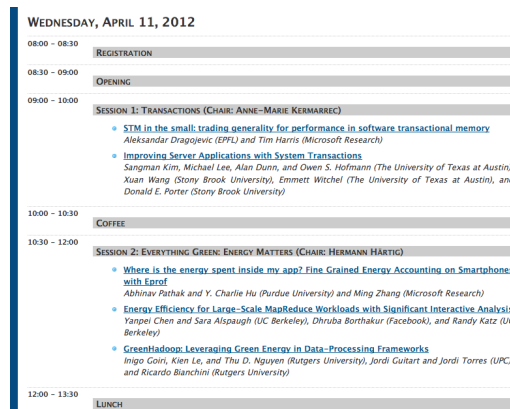 WEDNESDAY, APRIL 11, 2012
08:00 – 08:30
REGISTRATION
08:30 – 09:00
OPENING
09:00 – 10:00
SESSION 1: TRANSACTIONS (CHAIR: ANNE-MARIE KERMARREC)
STM in the small: trading generality for performance in software transactional memory
Aleksandar Dragojevic (EPFL) and Tim Harris (Microsoft Research)
Improving Server Applications with System Transactions
Sangman Kim, Michael Lee, Alan Dunn, and Owen S. Hofmann (The University of Texas at Austin)
Xuan Wang (Stony Brook University), Emmett Witchel (The University of Texas at Austin), and
Donald E. Porter (Stony Brook University)
10:00 – 10:30
COFFEE
10:30 – 12:00
SESSION 2: EVERYTHING GREEN: ENERGY MATTERS (CHAIR: HERMANN HÄRTIG)
Where is the energy spent inside my app? Fine Grained Energy Accounting on Smartphones
with Eprof
Abhinav Pathak and Y. Charlie Hu (Purdue University) and Ming Zhang (Microsoft Research)
Energy Efficiency for Large-Scale MapReduce Workloads with Significant Interactive Analysis
Yanpei Chen and Sara Alspaugh (UC Berkeley), Dhruba Borthakur (Facebook), and Randy Katz (UC
Berkeley)
GreenHadoop: Leveraging Green Energy in Data-Processing Frameworks
Inigo Goiri, Kien Le, and Thu D. Nguyen (Rutgers University), Jordi Guitart and Jordi Torres (UPC)
and Ricardo Bianchini (Rutgers University)
12:00 – 13:30
LUNCH